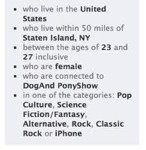 who live in the United
States
who live within 50 miles of
Staten Island, NY
between the ages of 23 and
27 inclusive
who are female
who are connected to
DogAnd PonyShow
in one of the categories: Pop
Culture, Science
Fiction/Fantasy,
Alternative, Rock, Classic
Rock or iPhone